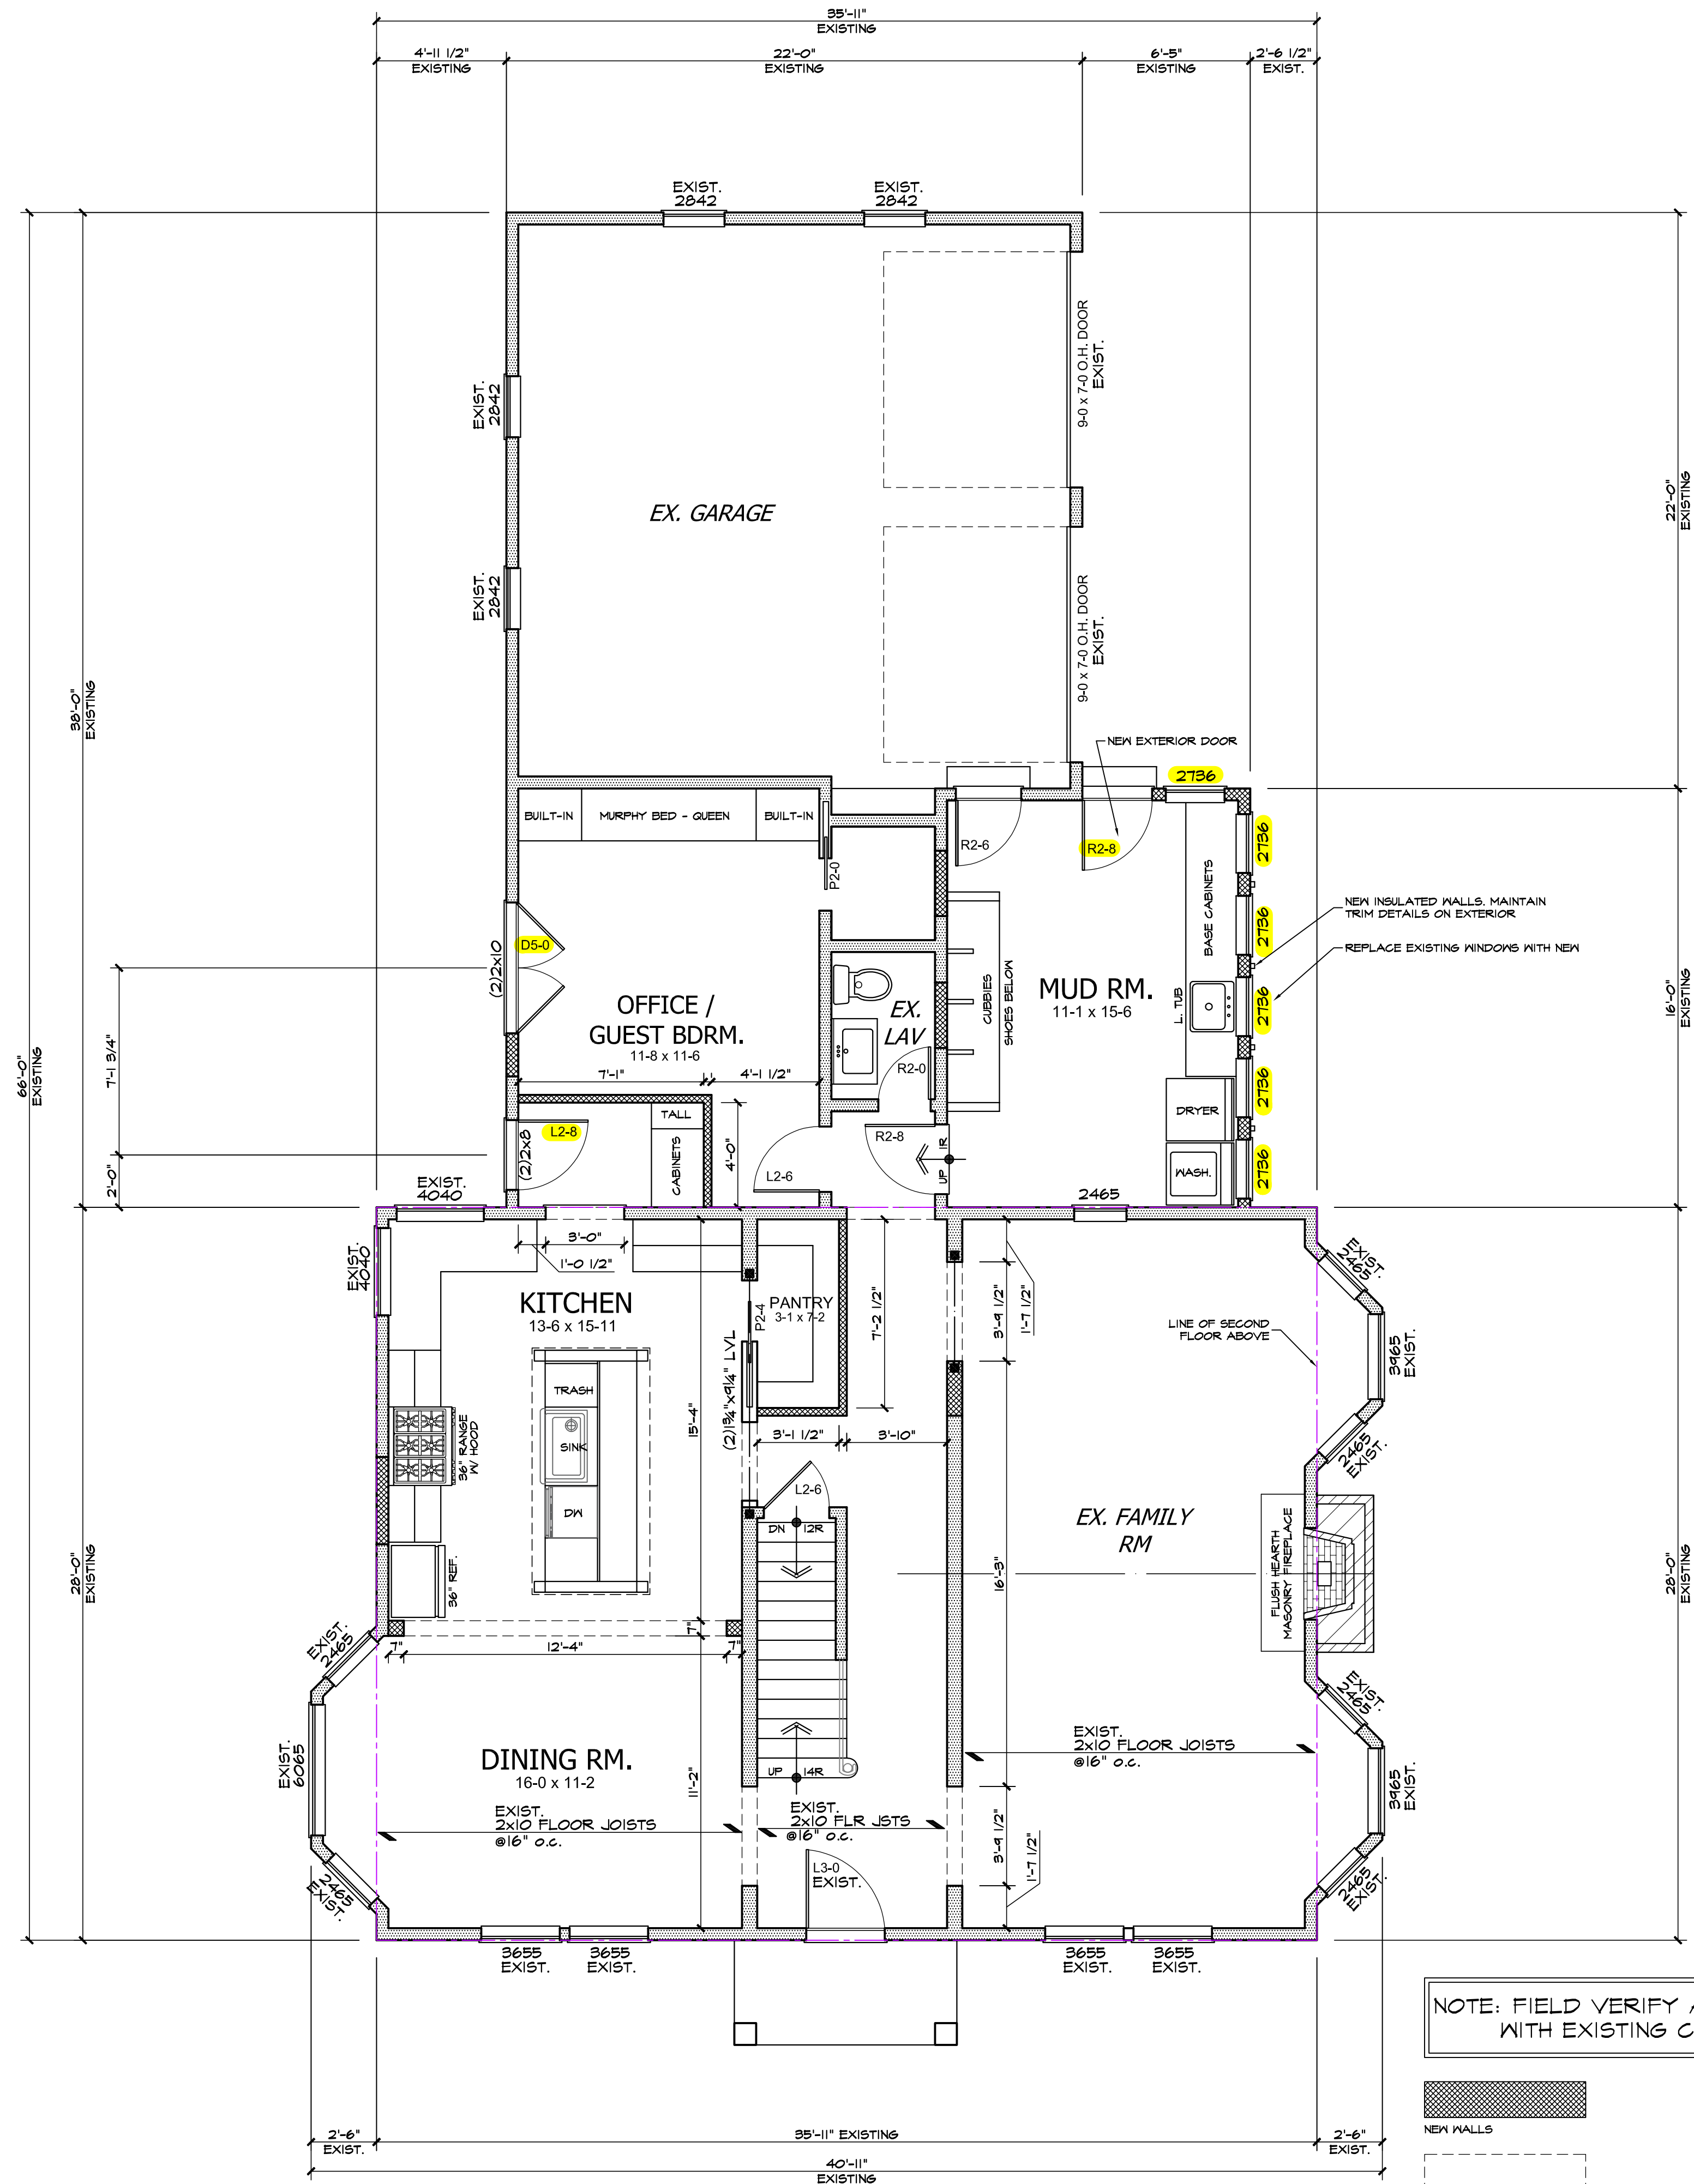 35'-11"
EXISTING
4'-11 1/2"
EXISTING
22'-0"
EXISTING
6'-5"
EXISTING
2'-6 1/2"
EXIST.
EXIST.
2842
EXIST.
2842
EXIST.
2842
EXIST.
2842
9-0 x 7-0 O.H. DOOR
EXIST.
9-0 x 7-0 O.H. DOOR
EXIST.
EX. GARAGE
22'-0"
EXISTING
38'-0"
EXISTING
66'-0"
EXISTING
NEW EXTERIOR DOOR
2736
BUILT-IN
MURPHY BED - QUEEN
BUILT-IN
P2-0
R2-6
R2-8
2736
2736
2736
2736
2736
BASE CABINETS
NEW INSULATED WALLS. MAINTAIN
TRIM DETAILS ON EXTERIOR
REPLACE EXISTING WINDOWS WITH NEW
D5-0
(2)2x10
OFFICE /
GUEST BDRM.
11-8 x 11-6
EX.
LAV
R2-0
CUBBIES
SHOES BELOW
MUD RM.
11-1 x 15-6
L. TUB
DRYER
WASH.
16'-0"
EXISTING
7'-1 3/4"
2'-0"
7'-1"
4'-1 1/2"
TALL
CABINETS
4'-0"
L2-8
(2)2x8
L2-6
R2-8
UP
1R
EXIST.
4040
EXIST.
4040
2465
3'-0"
1'-0 1/2"
KITCHEN
13-6 x 15-11
P2-4
PANTRY
3-1 x 7-2
7'-2 1/2"
3'-9 1/2"
1'-7 1/2"
(2)1¾"x9¼" LVL
LINE OF SECOND
FLOOR ABOVE
EXIST.
2465
3965
EXIST.
2465
EXIST.
TRASH
SINK
DW
36" RANGE
W/ HOOD
36" REF.
15'-4"
3'-1 1/2"
3'-10"
L2-6
DN
12R
16'-3"
EX. FAMILY
RM
FLUSH HEARTH
MASONRY FIREPLACE
28'-0"
EXISTING
28'-0"
EXISTING
7"
12'-4"
7"
7"
EXIST.
2465
EXIST.
6065
2465
EXIST.
DINING RM.
16-0 x 11-2
11'-2"
EXIST.
2x10 FLOOR JOISTS
@16" o.c.
UP
14R
EXIST.
2x10 FLR JSTS
@16" o.c.
EXIST.
2x10 FLOOR JOISTS
@16" o.c.
EXIST.
2465
3965
EXIST.
2465
EXIST.
3'-9 1/2"
1'-7 1/2"
L3-0
EXIST.
3655
EXIST.
3655
EXIST.
3655
EXIST.
3655
EXIST.
NOTE: FIELD VERIFY
WITH EXISTING C
NEW WALLS
2'-6"
EXIST.
35'-11" EXISTING
2'-6"
EXIST.
40'-11"
EXISTING